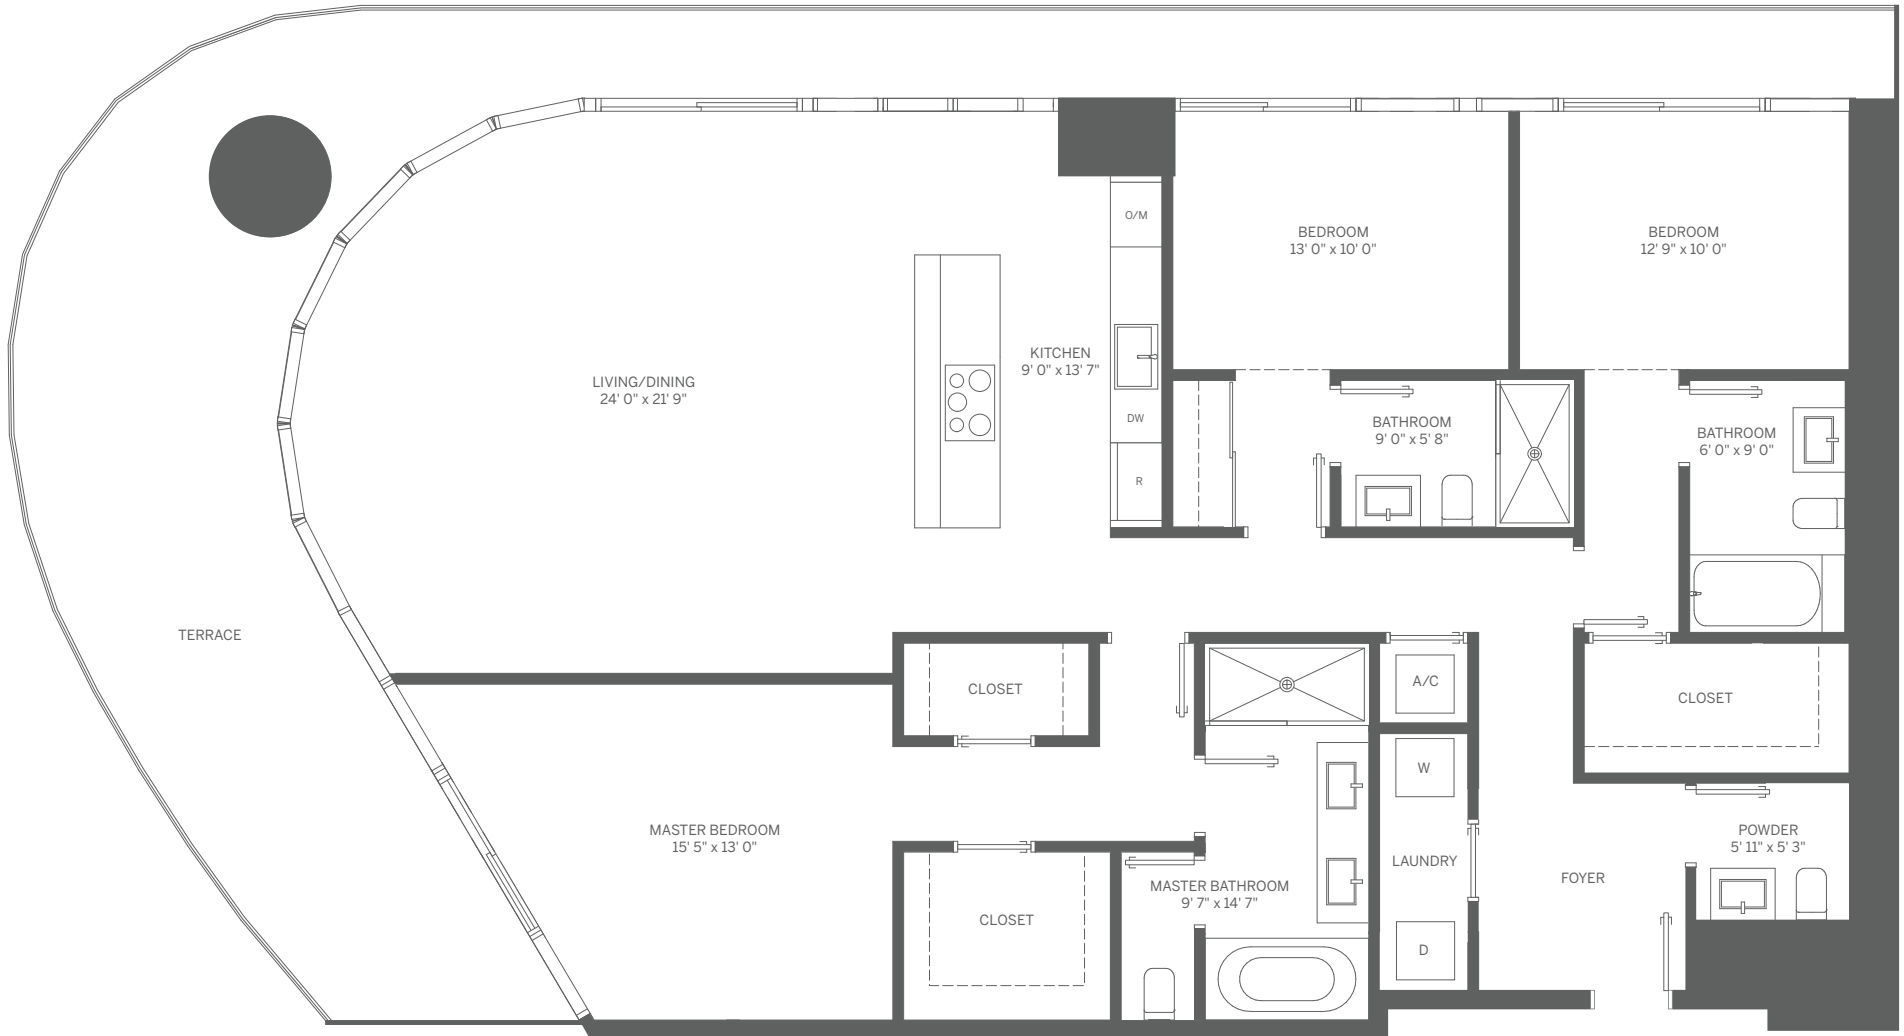 O/M
BEDROOM
13' 0" x 10' 0"
BEDROOM
12' 9" x 10' 0"
KITCHEN
9' 0" x 13' 7"
LIVING/DINING
24' 0" x 21' 9"
DW
R
BATHROOM
9' 0" x 5' 8"
BATHROOM
6' 0" x 9' 0"
TERRACE
CLOSET
A/C
CLOSET
W
MASTER BEDROOM
15' 5" x 13' 0"
POWDER
5' 11" x 5' 3"
LAUNDRY
FOYER
MASTER BATHROOM
9' 7" x 14' 7"
CLOSET
D